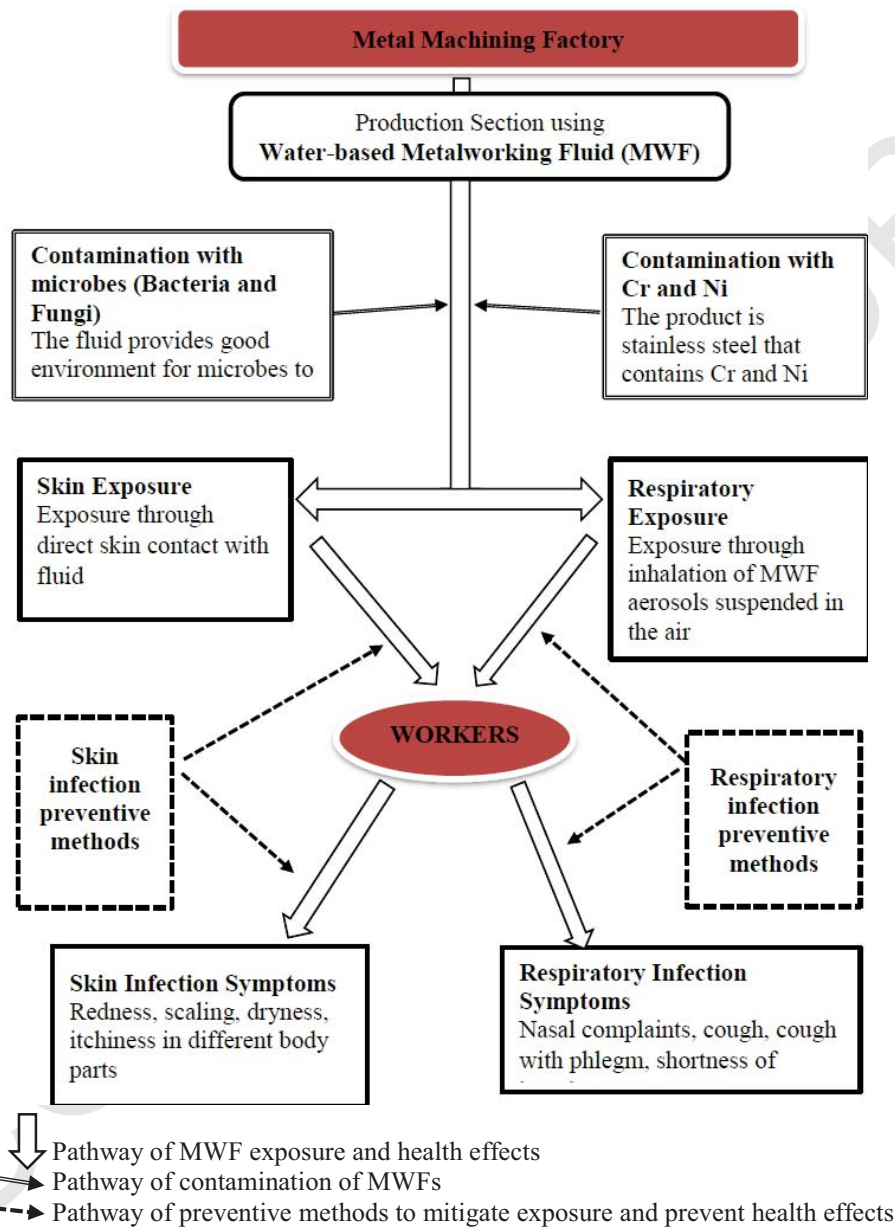 Metal Machining Factory
Production Section using
Water-based Metalworking Fluid (MWF)
Contamination with
microbes (Bacteria and
Fungi)
The fluid provides good
environment for microbes to
Contamination with
Cr and Ni
The product is
stainless steel that
contains Cr and Ni
Skin Exposure
Exposure through
direct skin contact with
fluid
Respiratory
Exposure
Exposure through
inhalation of MWF
aerosols suspended in
the air
WORKERS
Skin
infection
preventive
methods
Respiratory
infection
preventive
methods
Skin Infection Symptoms
Redness, scaling, dryness,
itchiness in different body
parts
Respiratory Infection
Symptoms
Nasal complaints, cough, cough
with phlegm, shortness of
Pathway of MWF exposure and health effects
Pathway of contamination of MWFs
Pathway of preventive methods to mitigate exposure and prevent health effects